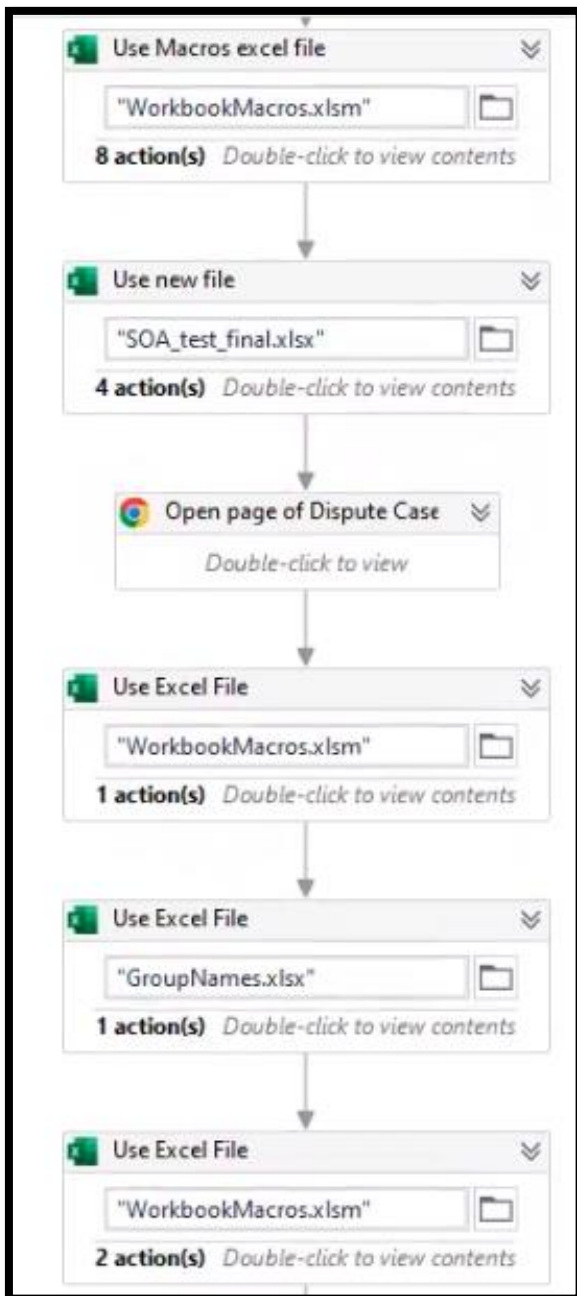 Use Macros excel file
"WorkbookMacros.xlsm"
8 action(s) Double-click to view contents
Use new file
"SOA_test_final.xlsx"
4 action(s) Double-click to view contents
Open page of Dispute Case
Double-click to view
Use Excel File
"WorkbookMacros.xlsm"
1 action(s) Double-click to view contents
Use Excel File
"GroupNames.xlsx"
1 action(s) Double-click to view contents
Use Excel File
"WorkbookMacros.xlsm"
2 action(s) Double-click to view contents